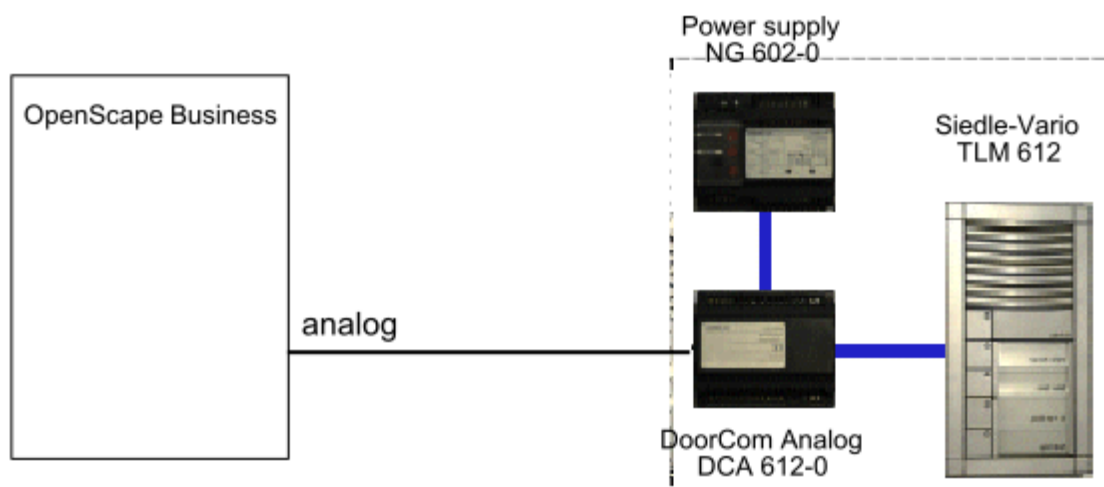 Power supply
NG 602-0
OpenScape Business
Siedle-Vario
TLM 612
analog
DoorCom Analog
DCA 612-0